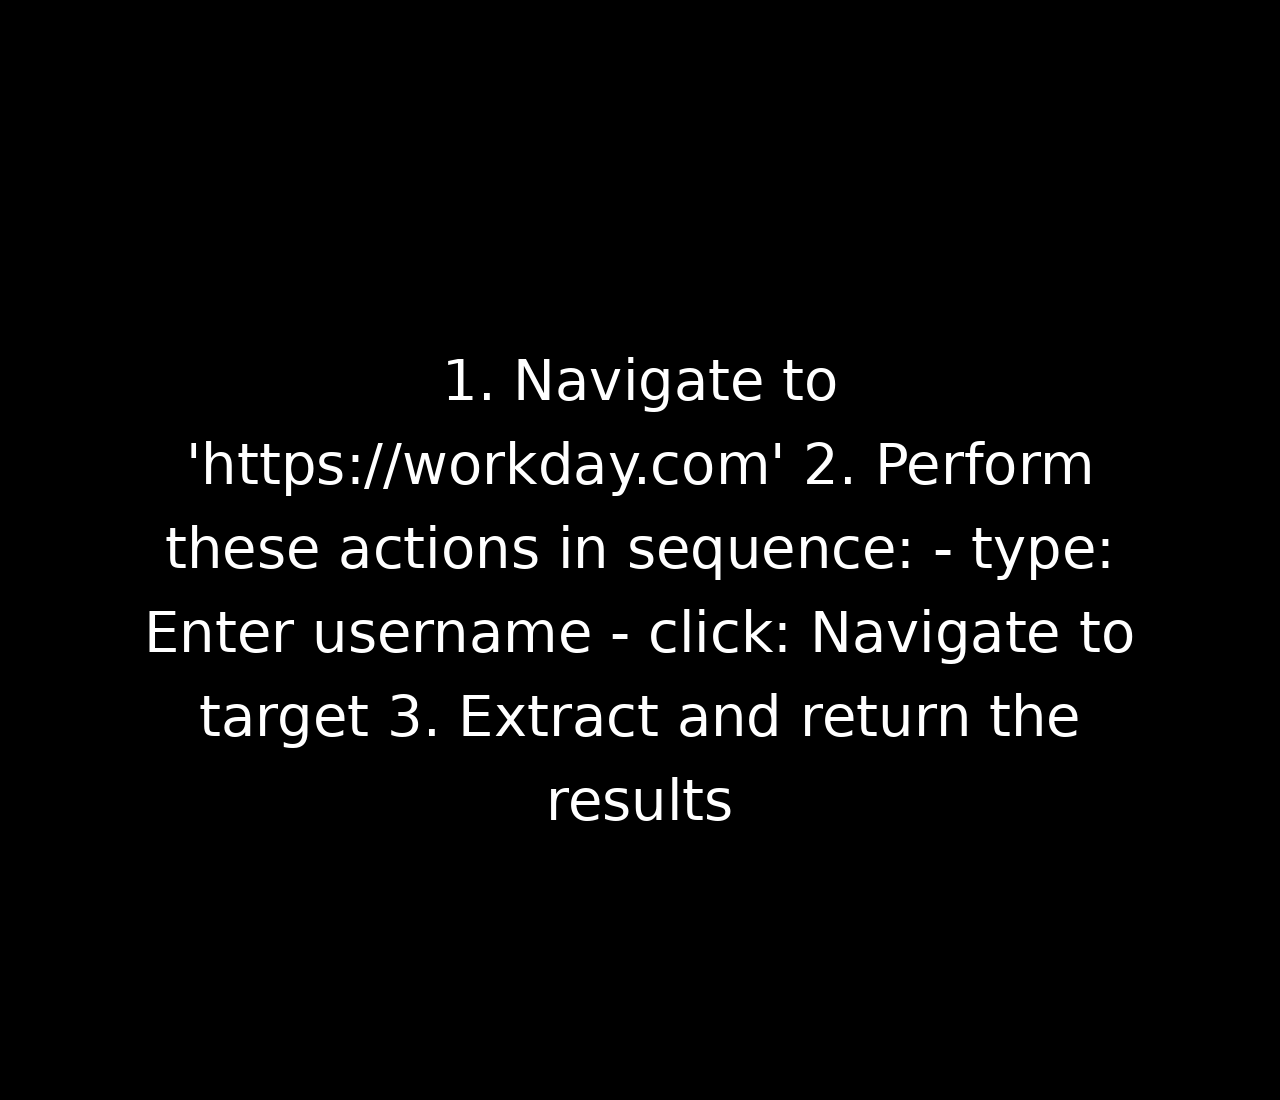 1. Navigate to
'https://workday.com' 2. Perform
these actions in sequence: - type:
Enter username - click: Navigate to
target 3. Extract and return the
results